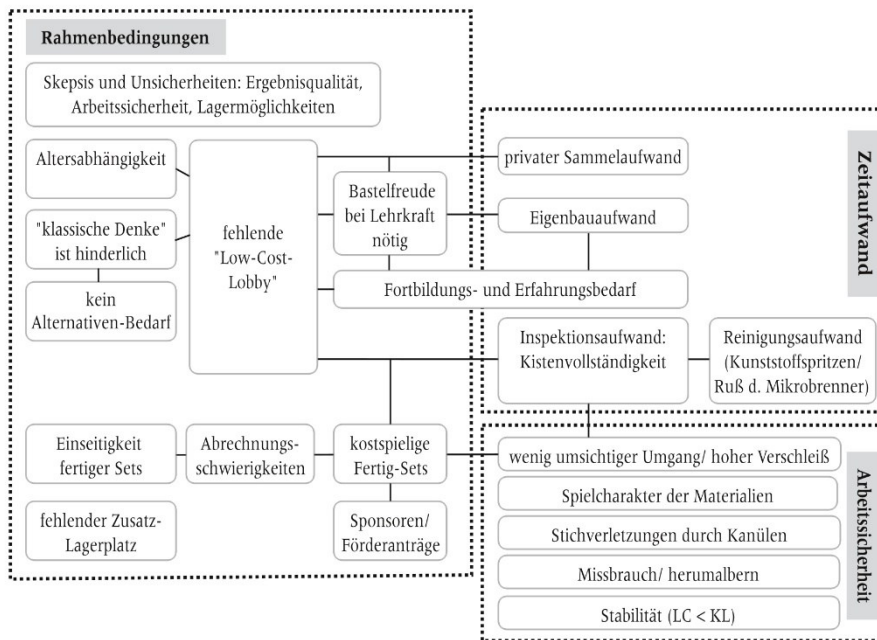 Rahmenbedingungen
Skepsis und Unsicherheiten: Ergebnisqualität,
Arbeitssicherheit, Lagermöglichkeiten
Altersabhängigkeit
"klassische Denke"
ist hinderlich
kein
Alternativen-Bedarf
fehlende
"Low-Cost-
Lobby"
Bastelfreude
bei Lehrkraft
nötig
Einseitigkeit
fertiger Sets
Abrechnungs-
schwierigkeiten
kostspielige
Fertig-Sets
fehlender Zusatz-
Lagerplatz
Sponsoren/
Förderanträge
Zeitaufwand
privater Sammelaufwand
Eigenbauaufwand
Fortbildungs- und Erfahrungsbedarf
Inspektionsaufwand:
Kistenvollständigkeit
Reinigungsaufwand
(Kunststoffspritzen/
Ruß d. Mikrobrenner)
Arbeitssicherheit
wenig umsichtiger Umgang/ hoher Verschleiß
Spielcharakter der Materialien
Stichverletzungen durch Kanülen
Missbrauch/ herumalbern
Stabilität (LC < KL)